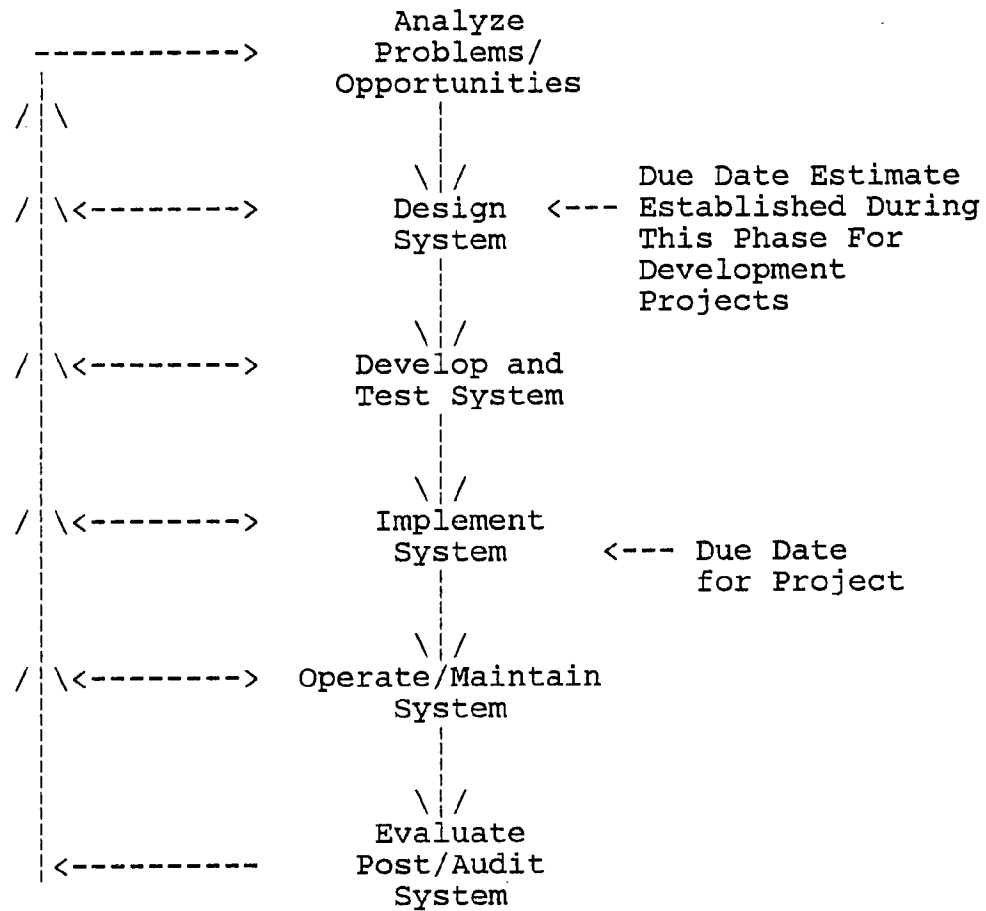 Analyze
Problems/
Opportunities
Design
System
Due Date Estimate
Established During
This Phase For
Development
Projects
Develop and
Test System
Implement
System
Due Date
for Project
Operate/Maintain
System
Evaluate
Post/Audit
System